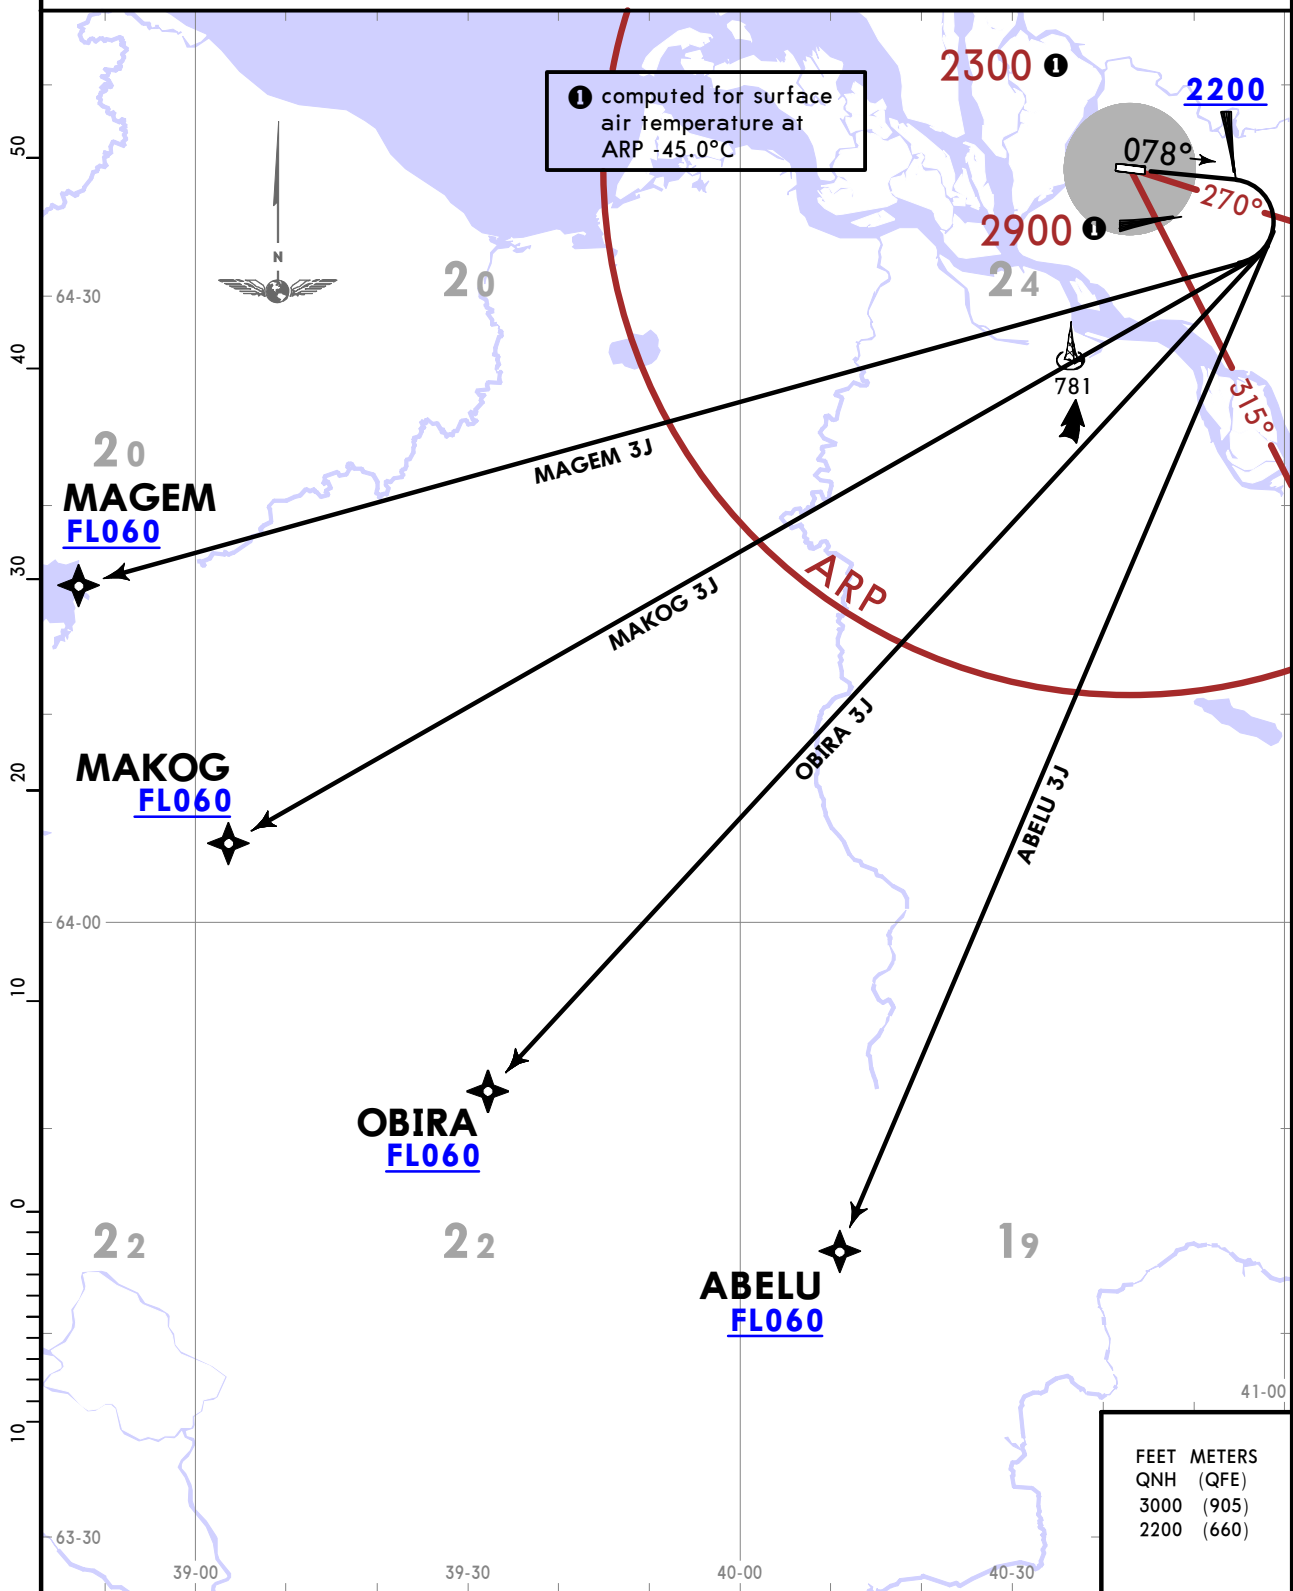 2300 ❶
2200
❶ computed for surface
air temperature at
ARP -45.0°C
078°
270°
2900 ❶
N
20
24
64-30
50
40
781
315°
20
MAGEM 3J
MAGEM
FL060
30
ARP
MAKOG 3J
OBIRA 3J
MAKOG
FL060
20
ABELU 3J
64-00
10
OBIRA
FL060
0
22
22
19
ABELU
FL060
41-00
10
FEET METERS
QNH (QFE)
3000 (905)
2200 (660)
63-30
39-00
39-30
40-00
40-30